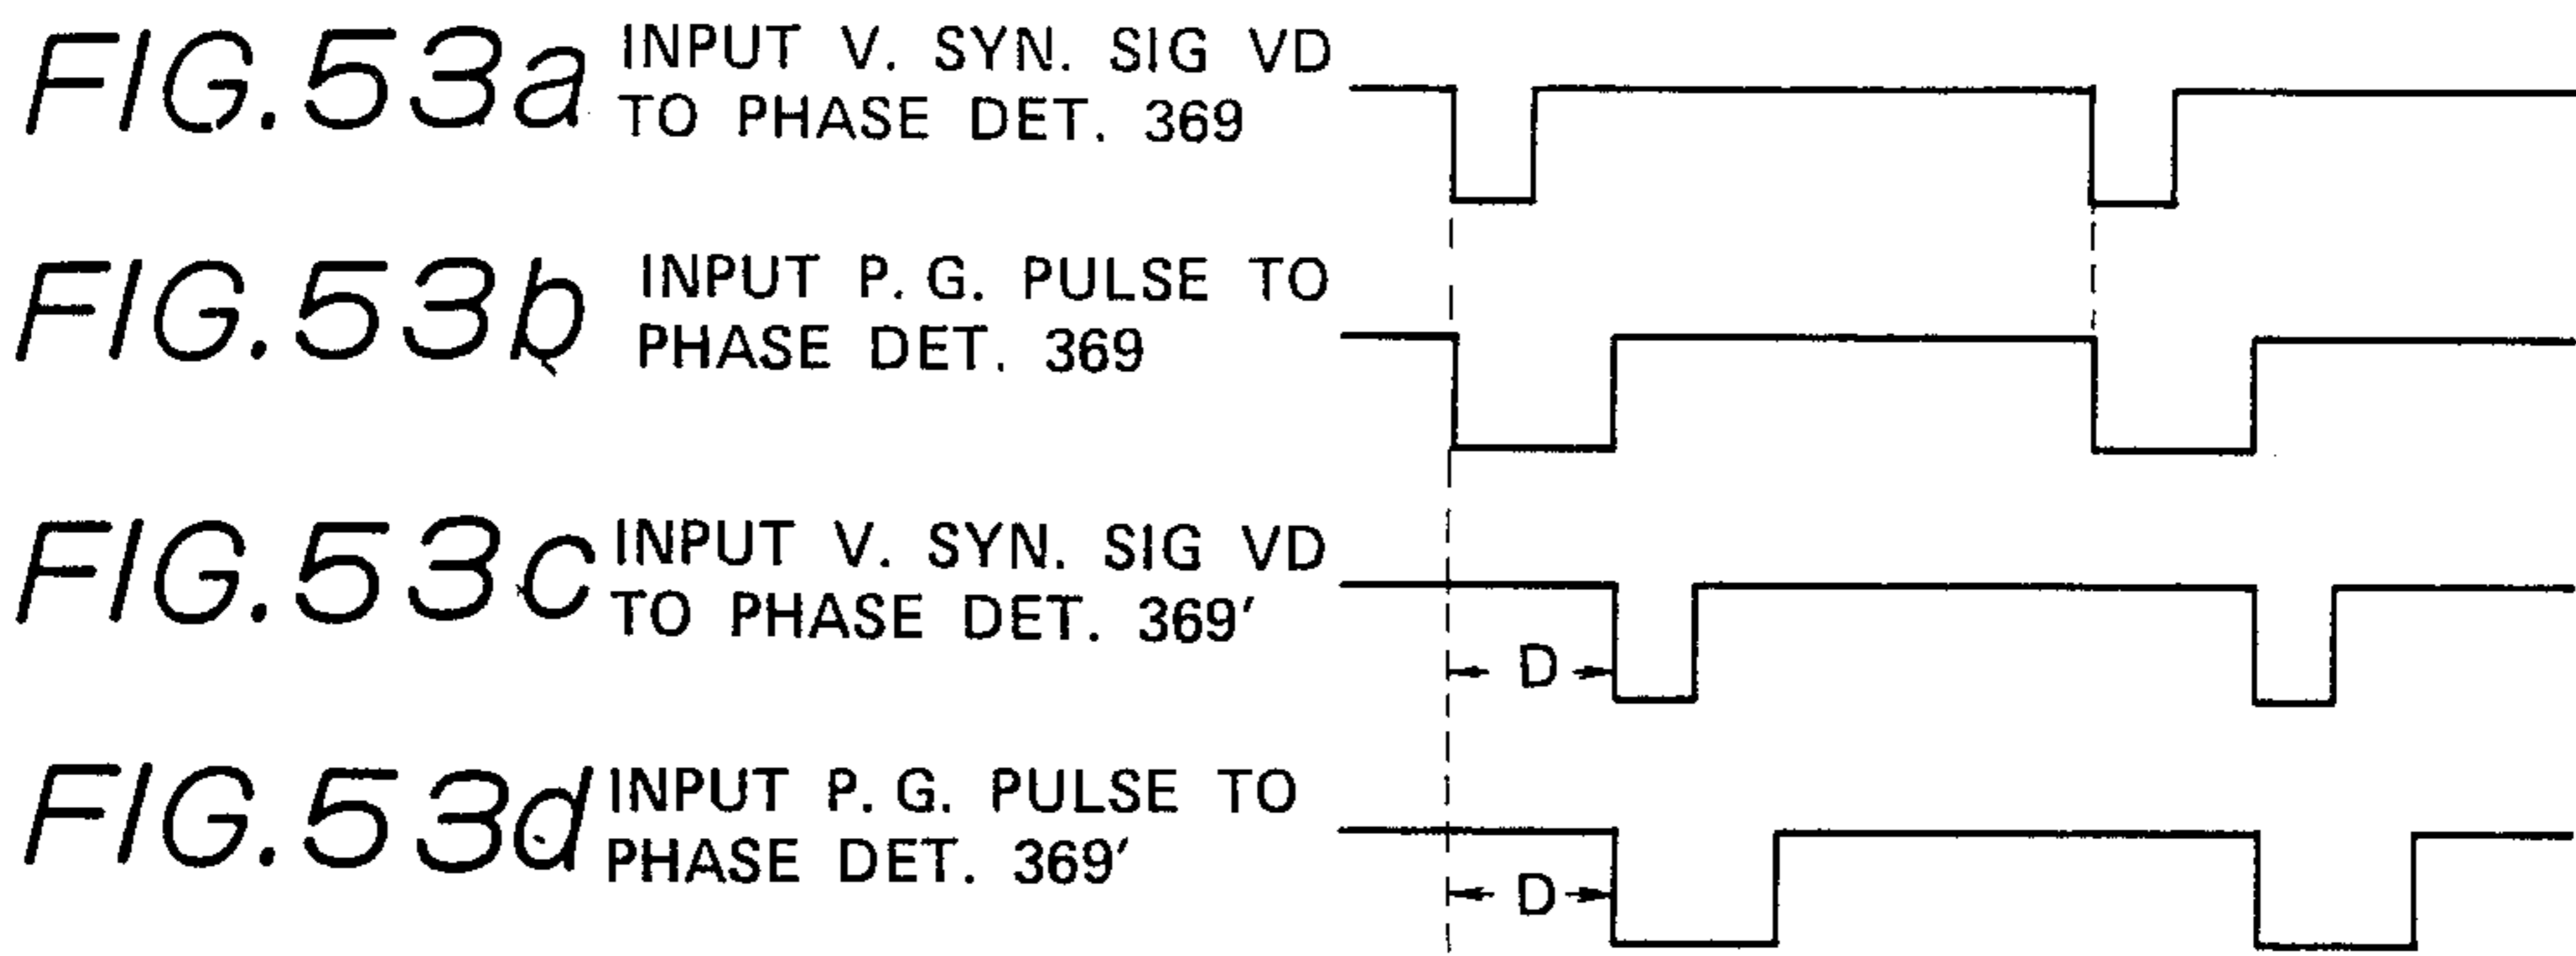 FIG.53a INPUT V. SYN. SIG VD
TO PHASE DET. 369
FIG.53b INPUT P.G. PULSE TO
PHASE DET. 369
FIG.53c INPUT V. SYN. SIG VD
TO PHASE DET. 369'
D
FIG.53d INPUT P.G. PULSE TO
PHASE DET. 369'
D